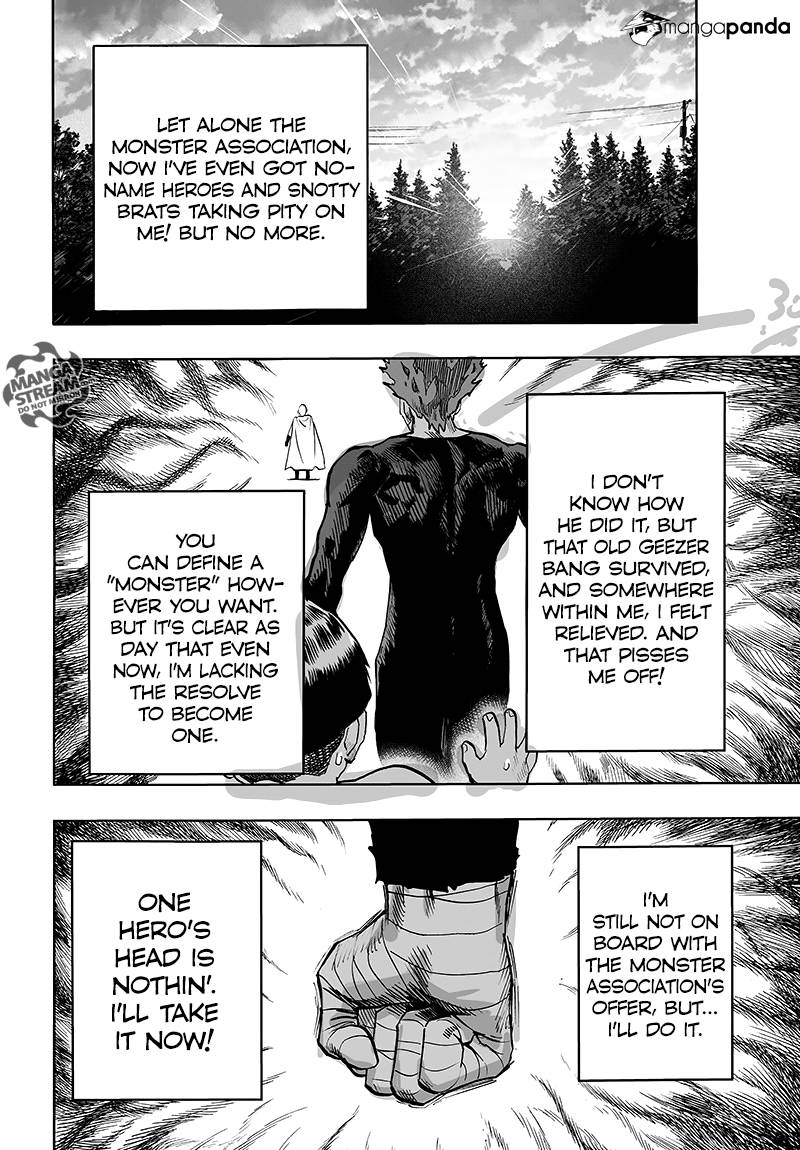 mangapanda
LET ALONE THE
MONSTER ASSOCIATION,
NOW I'VE EVEN GOT NO-
NAME HEROES AND SNOTTY
BRATS TAKING PITY ON
ME! BUT NO MORE.
MANGA
STREAM
DO NOT MIRROR
I DON'T
KNOW HOW
HE DID IT, BUT
THAT OLD GEEZER
BANG SURVIVED,
AND SOMEWHERE
WITHIN ME, I FELT
RELIEVED. AND
THAT PISSES
ME OFF!
YOU
CAN DEFINE A
"MONSTER" HOW-
EVER YOU WANT.
BUT IT'S CLEAR AS
DAY THAT EVEN
NOW, I'M LACKING
THE RESOLVE
TO BECOME
ONE.
I'M
STILL NOT ON
BOARD WITH
THE MONSTER
ASSOCIATION'S
OFFER, BUT...
I'LL DO IT.
ONE
HERO'S
HEAD IS
NOTHIN'.
I'LL TAKE
IT NOW!